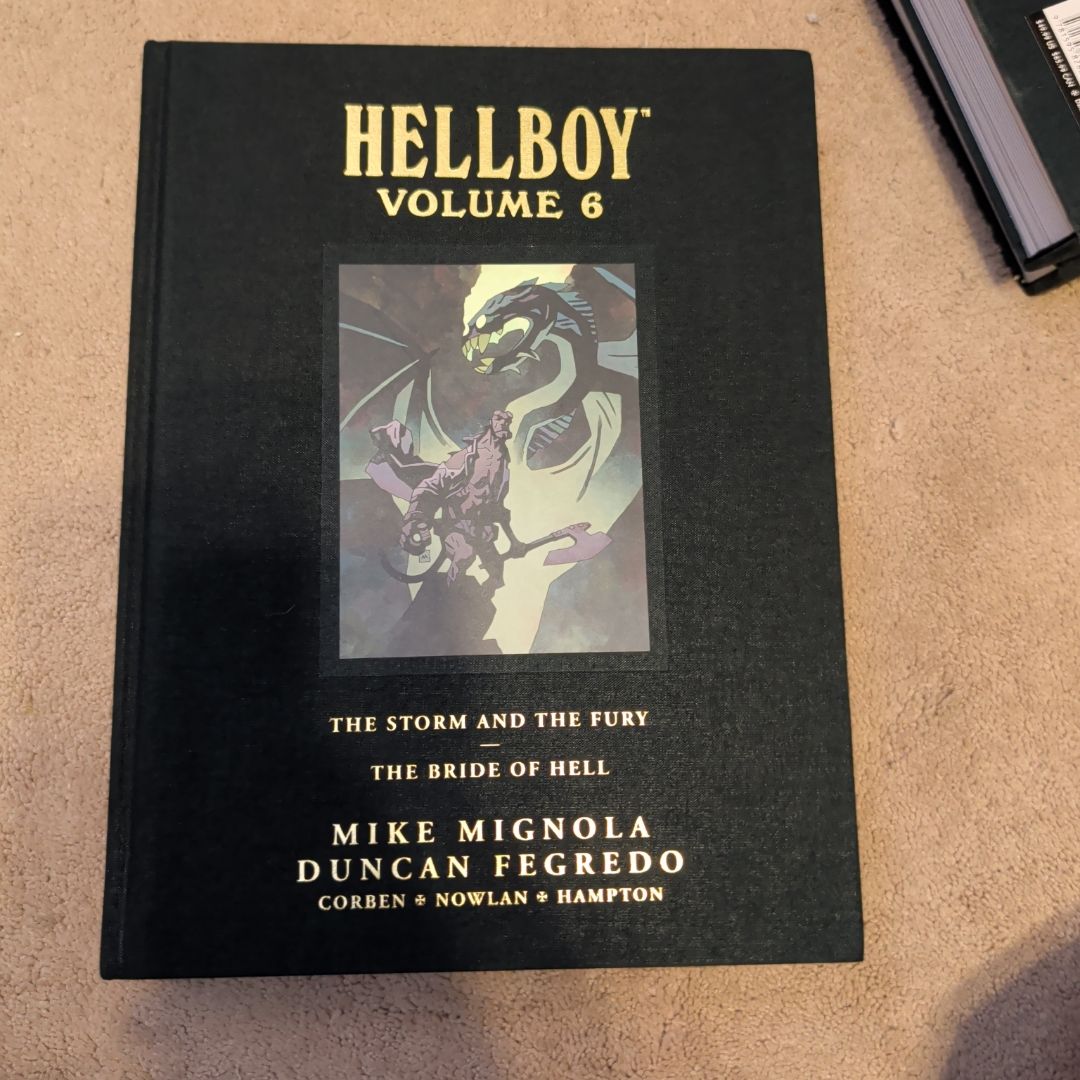 HELLBOY™
VOLUME 6
THE STORM AND THE FURY
—
THE BRIDE OF HELL
MIKE MIGNOLA
DUNCAN FEGREDO
CORBEN ✠ NOWLAN ✠ HAMPTON